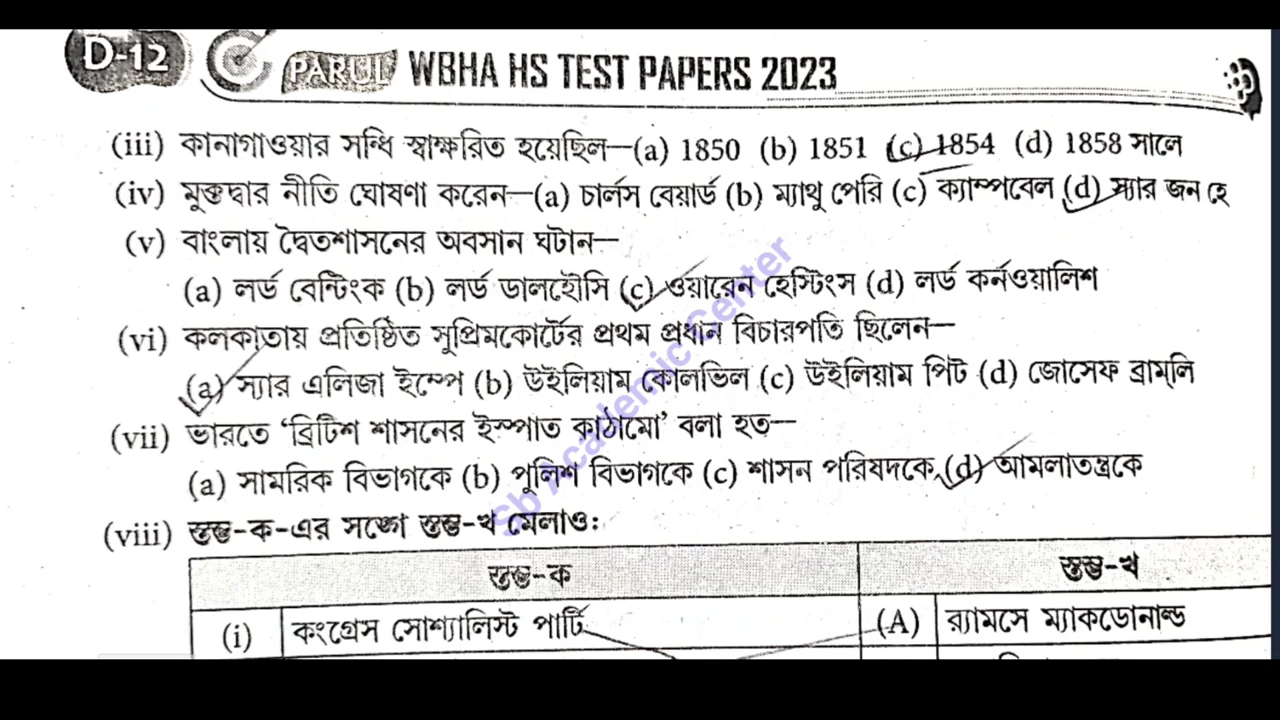 D-12 PARUL WBHA HS TEST PAPERS 2023
(iii) কানাগাওয়ার সন্ধি স্বাক্ষরিত হয়েছিল—(a) 1850 (b) 1851 (c) 1854 (d) 1858 সালে
(iv) মুক্তদ্বার নীতি ঘোষণা করেন—(a) চার্লস বেয়ার্ড (b) ম্যাথু পেরি (c) ক্যাম্পবেল (d) স্যার জন হে
(v) বাংলায় দ্বৈতশাসনের অবসান ঘটান—
(a) লর্ড বেন্টিংক (b) লর্ড ডালহৌসি (c) ওয়ারেন হেস্টিংস (d) লর্ড কর্নওয়ালিশ
(vi) কলকাতায় প্রতিষ্ঠিত সুপ্রিমকোর্টের প্রথম প্রধান বিচারপতি ছিলেন—
(a) স্যার এলিজা ইম্পে (b) উইলিয়াম কোলভিল (c) উইলিয়াম পিট (d) জোসেফ ব্রাম্‌লি
(vii) ভারতে ‘ব্রিটিশ শাসনের ইস্পাত কাঠামো’ বলা হত—
(a) সামরিক বিভাগকে (b) পুলিশ বিভাগকে (c) শাসন পরিষদকে (d) আমলাতন্ত্রকে
(viii) স্তম্ভ-ক-এর সঙ্গে স্তম্ভ-খ মেলাও:
স্তম্ভ-ক স্তম্ভ-খ
(i) কংগ্রেস সোশ্যালিস্ট পার্টি (A) র‍্যামসে ম্যাকডোনাল্ড
Sb Academic Center